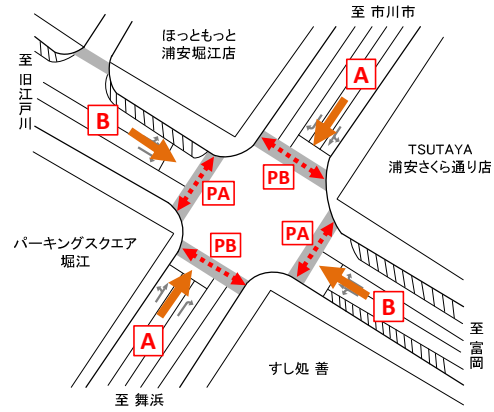 至 市川市
ほっともっと
浦安堀江店
至 旧江戸川
A
B
TSUTAYA
浦安さくら通り店
PB
PA
PA
PB
パーキングスクエア
堀江
B
A
至 富岡
すし処 善
至 舞浜